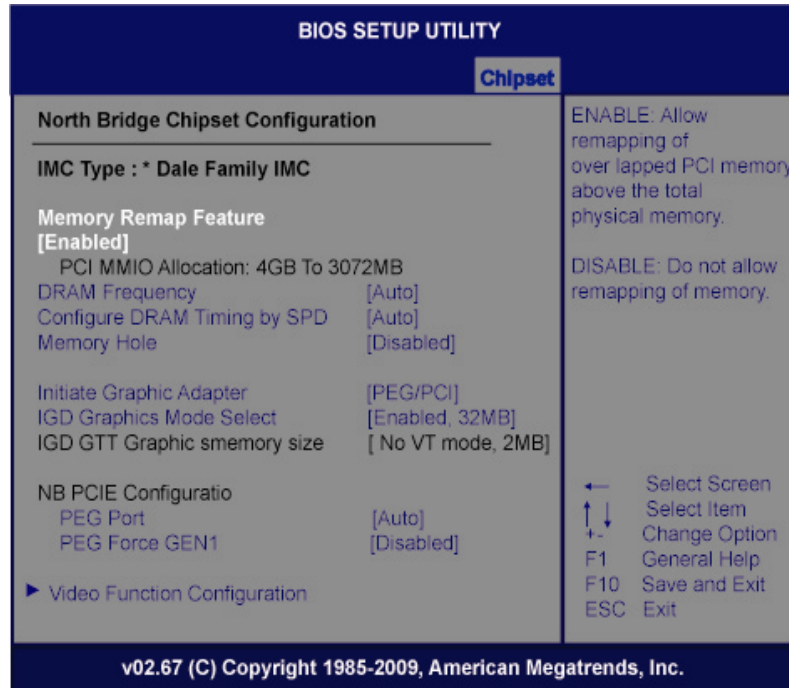 BIOS SETUP UTILITY
Chipset
North Bridge Chipset Configuration
IMC Type : * Dale Family IMC
Memory Remap Feature
[Enabled]
PCI MMIO Allocation: 4GB To 3072MB
DRAM Frequency [Auto]
Configure DRAM Timing by SPD [Auto]
Memory Hole [Disabled]
Initiate Graphic Adapter [PEG/PCI]
IGD Graphics Mode Select [Enabled, 32MB]
IGD GTT Graphic smemory size [ No VT mode, 2MB]
NB PCIE Configuratio
PEG Port [Auto]
PEG Force GEN1 [Disabled]
Video Function Configuration
ENABLE: Allow
remapping of
over lapped PCI memory
above the total
physical memory.
DISABLE: Do not allow
remapping of memory.
← Select Screen
↑↓ Select Item
+- Change Option
F1 General Help
F10 Save and Exit
ESC Exit
v02.67 (C) Copyright 1985-2009, American Megatrends, Inc.